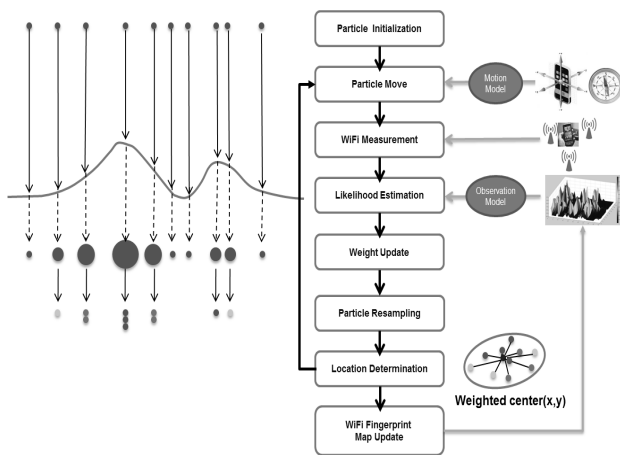 Particle Initialization
Particle Move
Motion
Model
WiFi Measurement
Likelihood Estimation
Observation
Model
Weight Update
Particle Resampling
Location Determination
Weighted center(x,y)
WiFi Fingerprint
Map Update